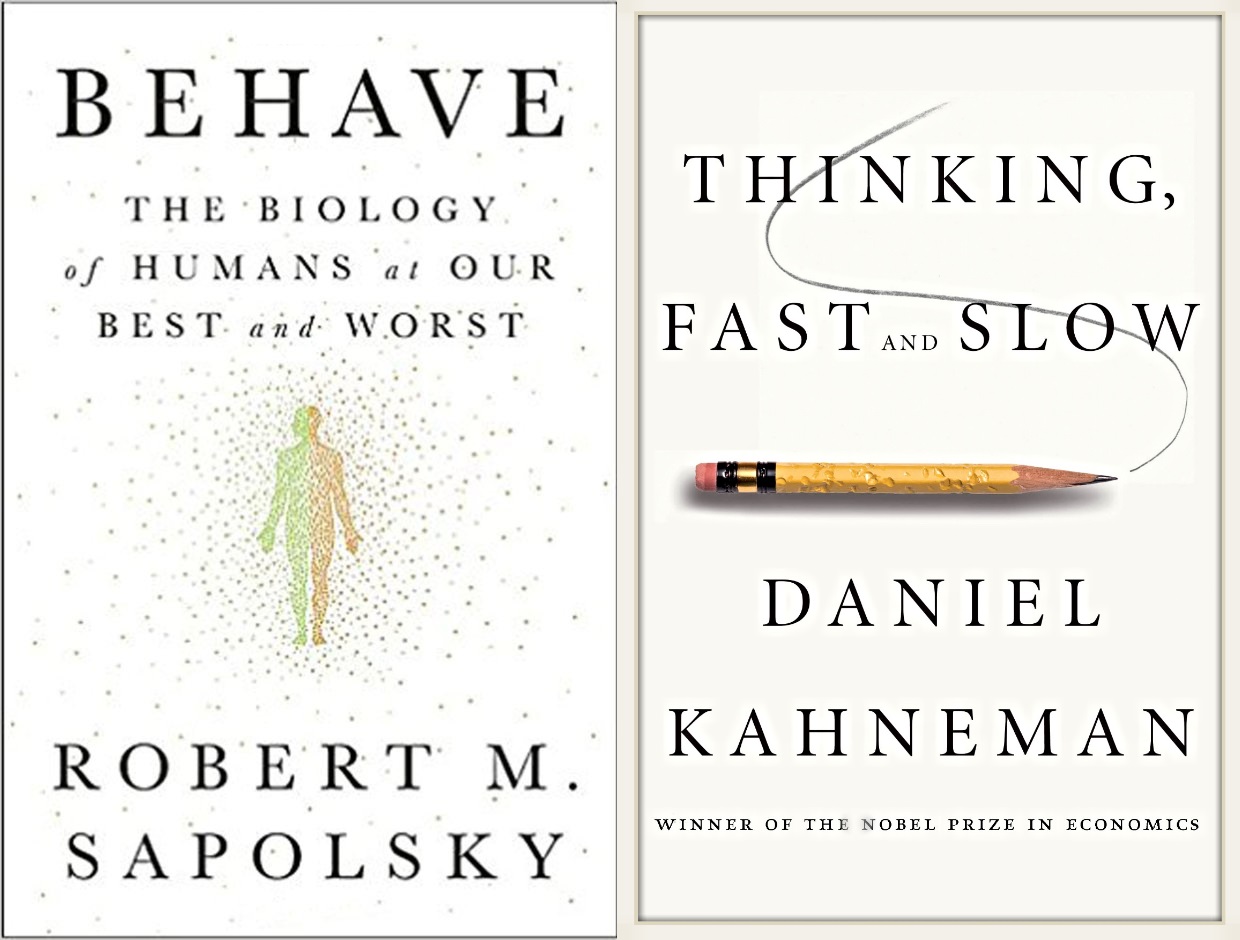 BEHAVE
THE BIOLOGY
of HUMANS at OUR
BEST and WORST
ROBERT M.
SAPOLSKY
THINKING,
FAST AND SLOW
DANIEL
KAHNEMAN
WINNER OF THE NOBEL PRIZE IN ECONOMICS